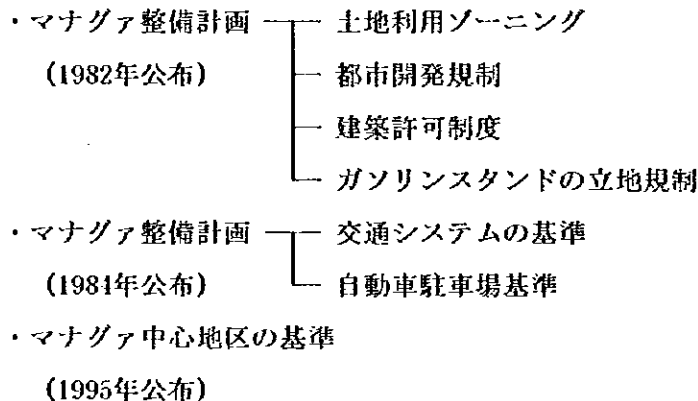 ・マナグァ整備計画 土地利用ゾーニング
(1982年公布) 都市開発規制
建築許可制度
ガソリンスタンドの立地規制
・マナグァ整備計画 交通システムの基準
(1984年公布) 自動車駐車場基準
・マナグァ中心地区の基準
(1995年公布)